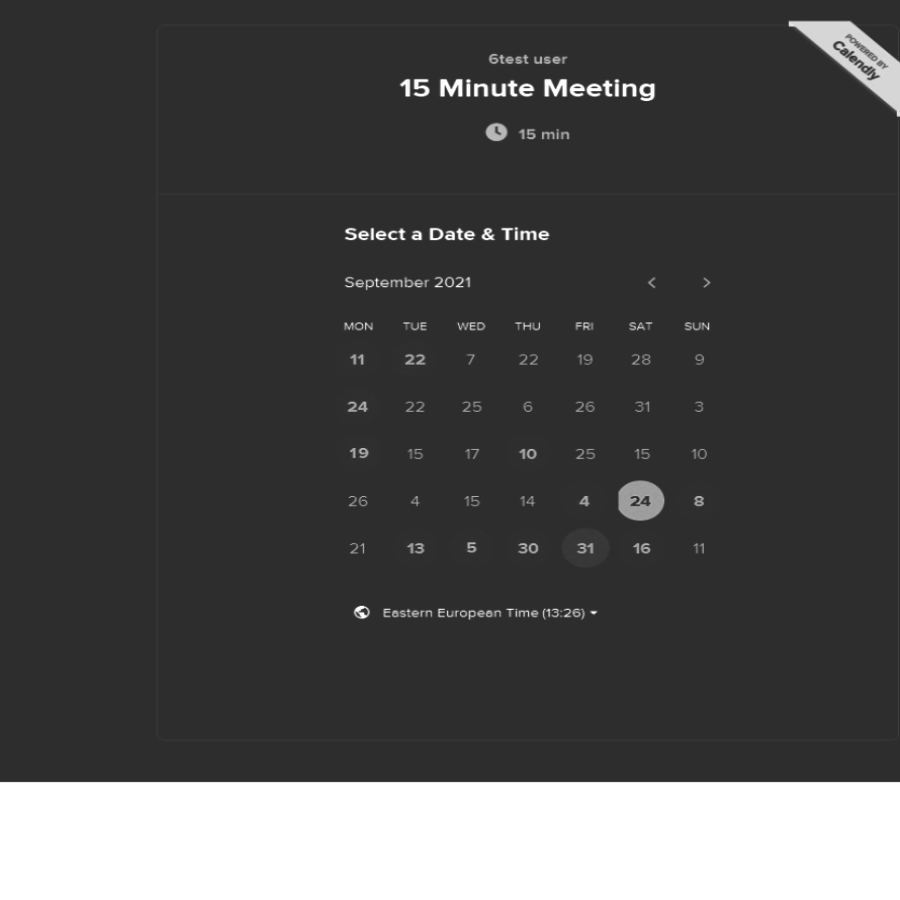 POWERED BY
Calendly
6test user
15 Minute Meeting
15 min
Select a Date & Time
September 2021
MON TUE WED THU FRI SAT SUN
11 22 7 22 19 28 9
24 22 25 6 26 31 3
19 15 17 10 25 15 10
26 4 15 14 4 24 8
21 13 5 30 31 16 11
Eastern European Time (13:26)